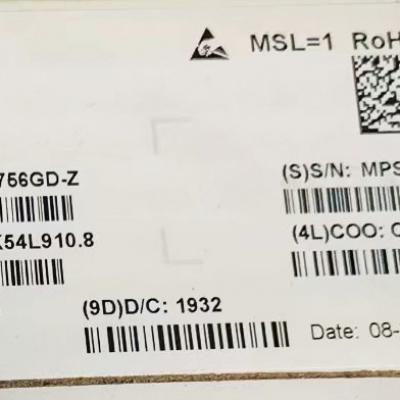 MSL=1 RoH
756GD-Z
(S)S/N: MPS
K54L910.8
(4L)COO: C
(9D)D/C: 1932
Date: 08-